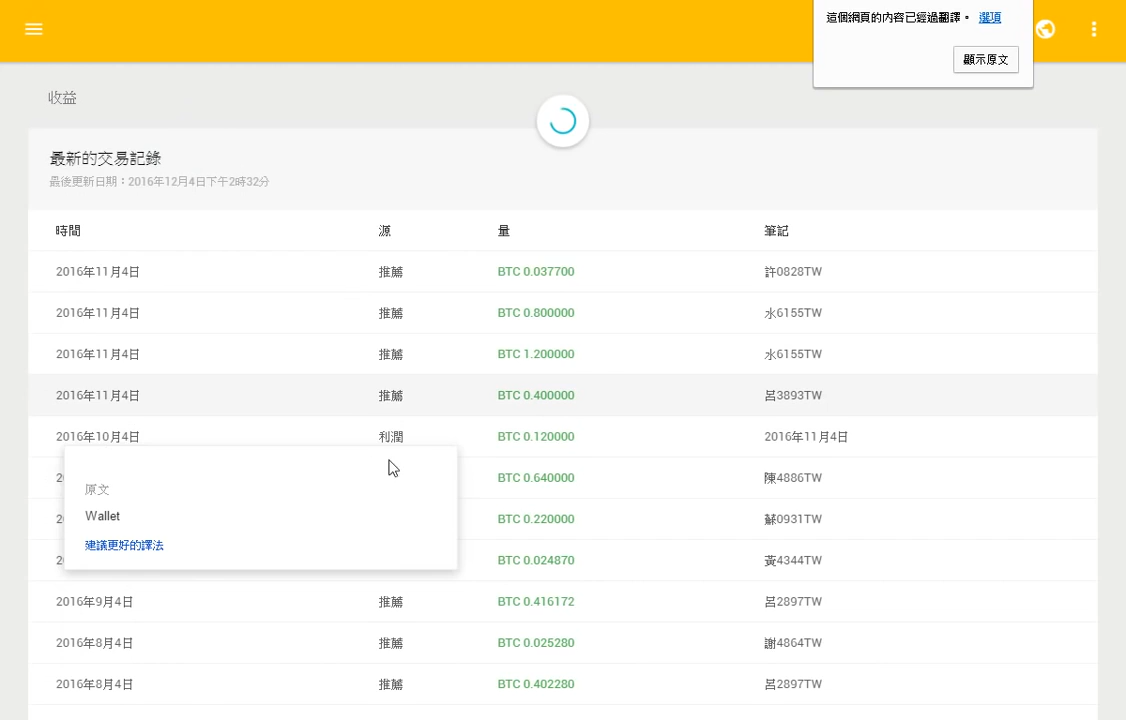 這個網頁的內容已經過翻譯。 選項
顯示原文
收益
最新的交易記錄
最後更新日期：2016年12月4日下午2時32分
時間 源 量 筆記
2016年11月4日 推薦 BTC 0.037700 許0828TW
2016年11月4日 推薦 BTC 0.800000 水6155TW
2016年11月4日 推薦 BTC 1.200000 水6155TW
2016年11月4日 推薦 BTC 0.400000 呂3893TW
2016年10月4日 利潤 BTC 0.120000 2016年11月4日
2 BTC 0.640000 陳4886TW
2 BTC 0.220000 蘇0931TW
2 BTC 0.024870 黃4344TW
原文
Wallet
建議更好的譯法
2016年9月4日 推薦 BTC 0.416172 呂2897TW
2016年8月4日 推薦 BTC 0.025280 謝4864TW
2016年8月4日 推薦 BTC 0.402280 呂2897TW